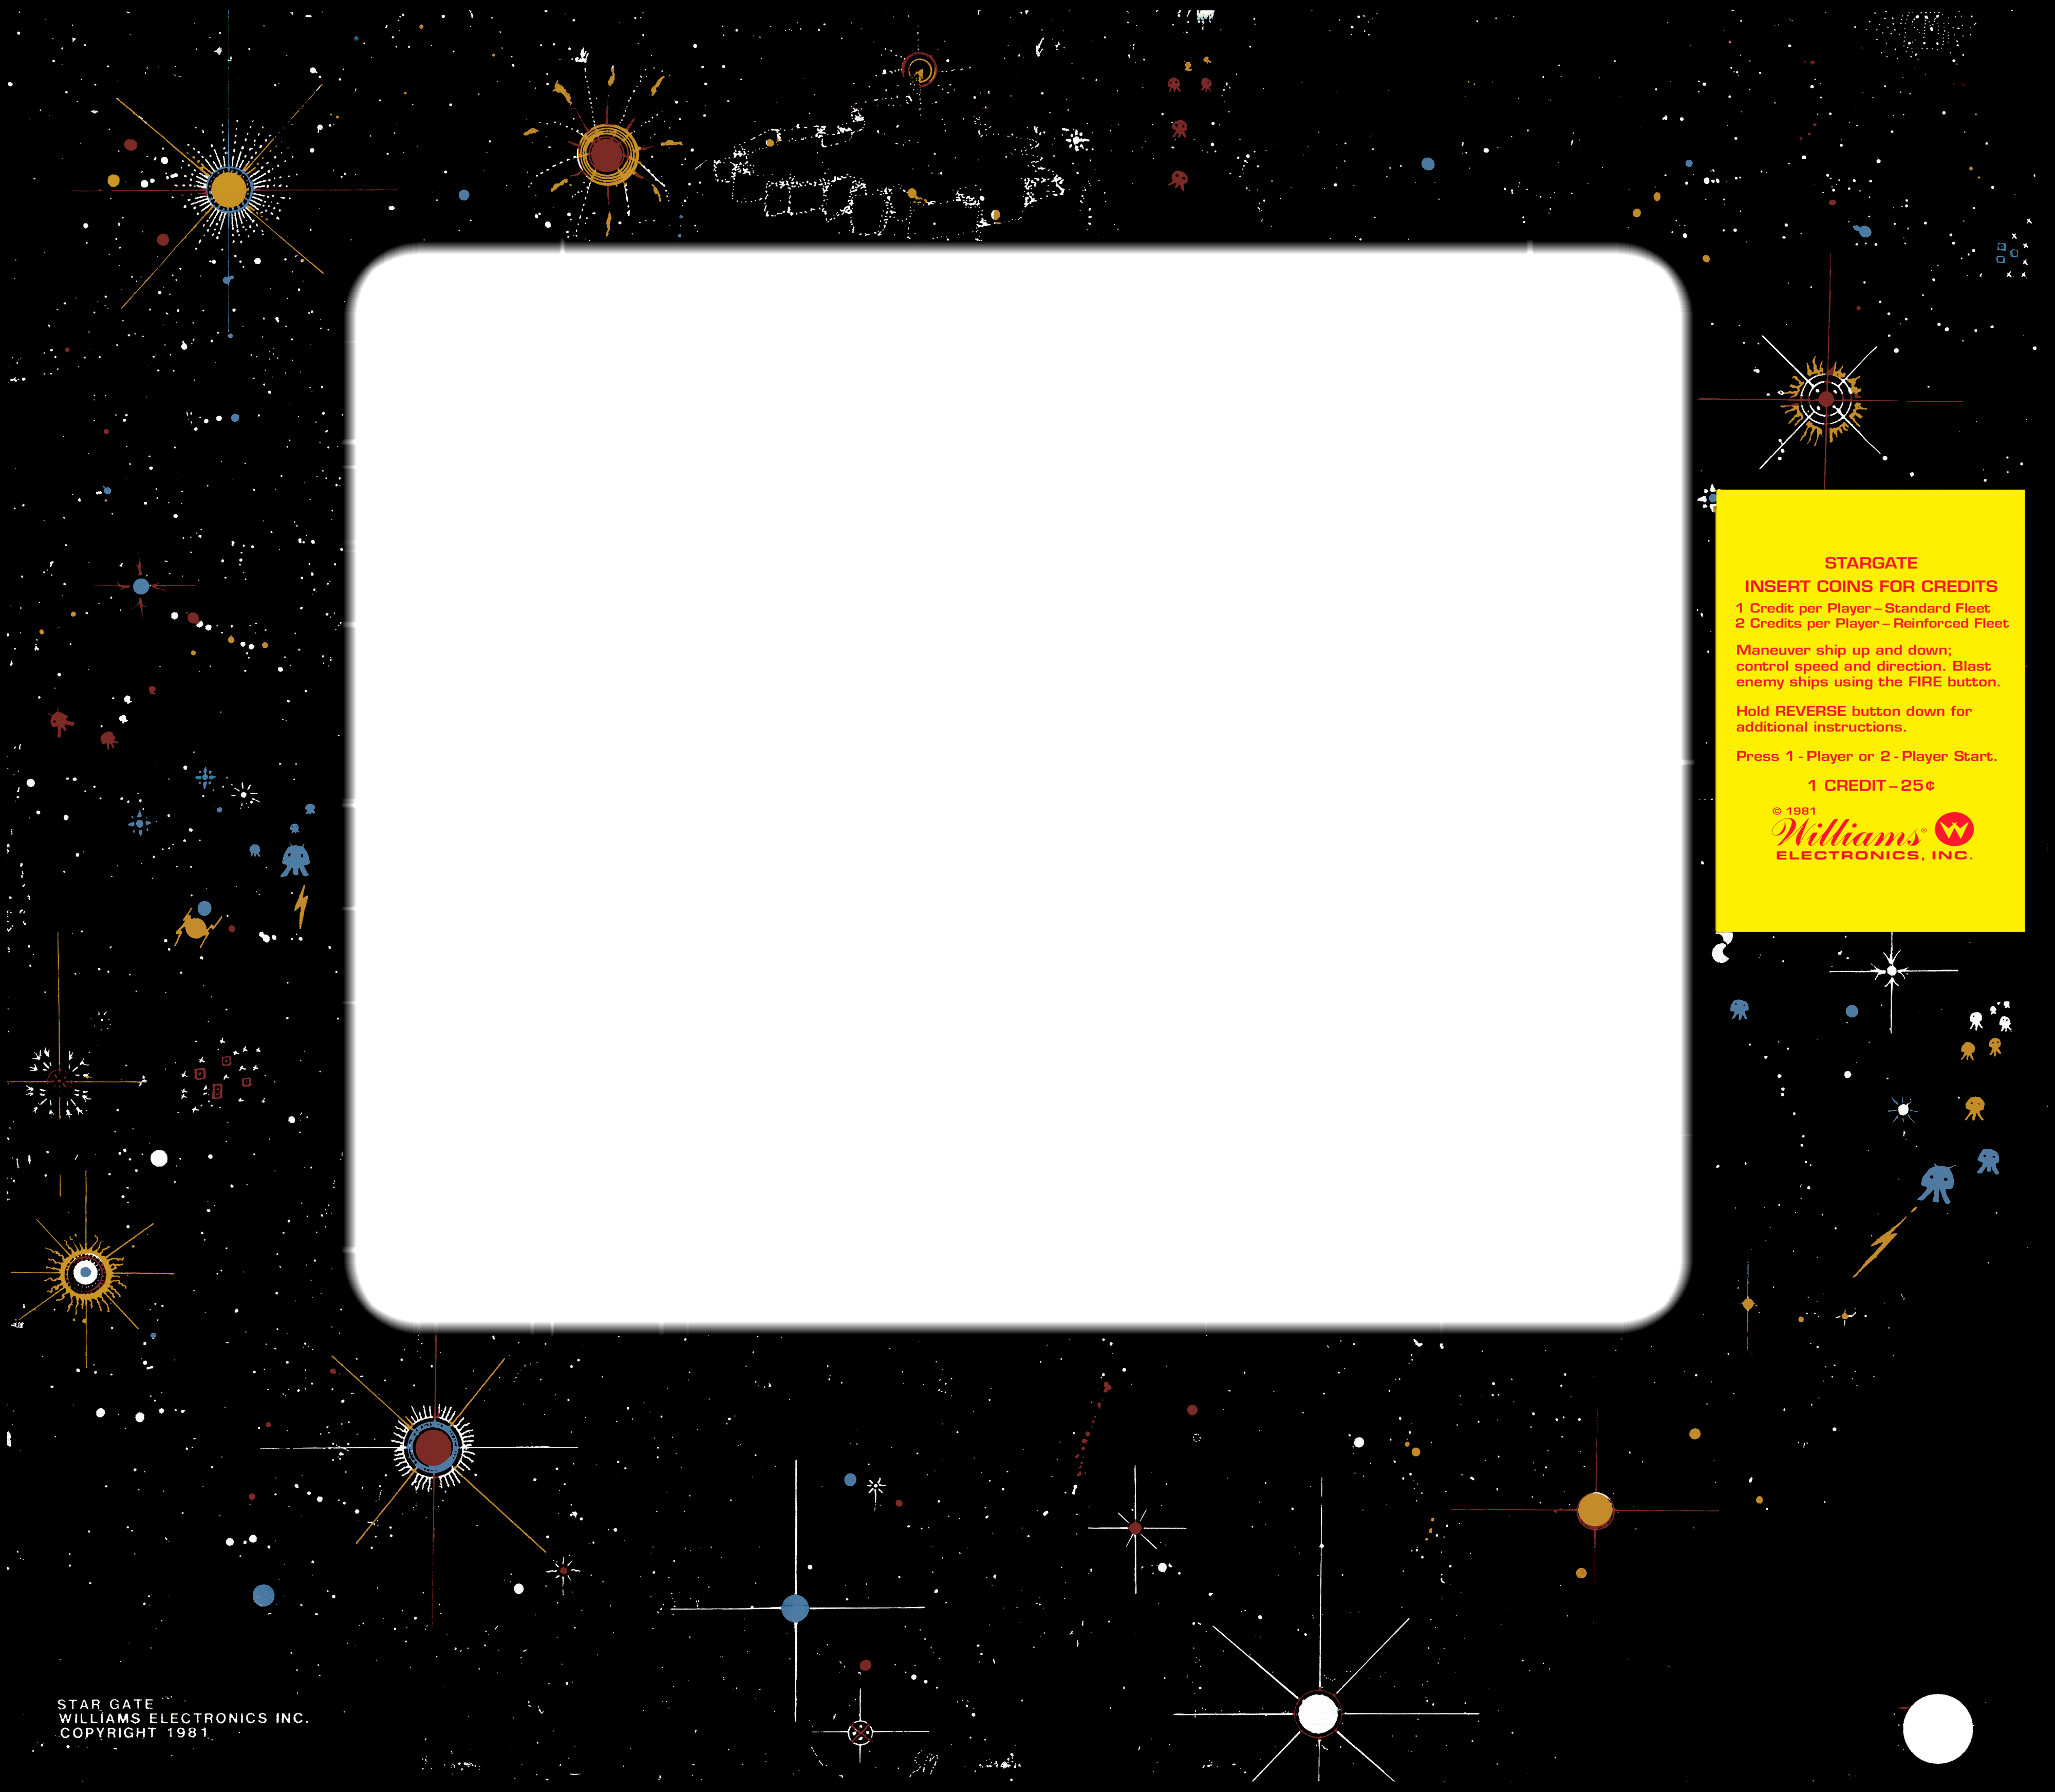 STARGATE
INSERT COINS FOR CREDITS
1 Credit per Player – Standard Fleet
2 Credits per Player – Reinforced Fleet
Maneuver ship up and down;
control speed and direction. Blast
enemy ships using the FIRE button.
Hold REVERSE button down for
additional instructions.
Press 1 - Player or 2 - Player Start.
1 CREDIT – 25¢
© 1981
Williams®
ELECTRONICS, INC.
STAR GATE
WILLIAMS ELECTRONICS INC.
COPYRIGHT 1981